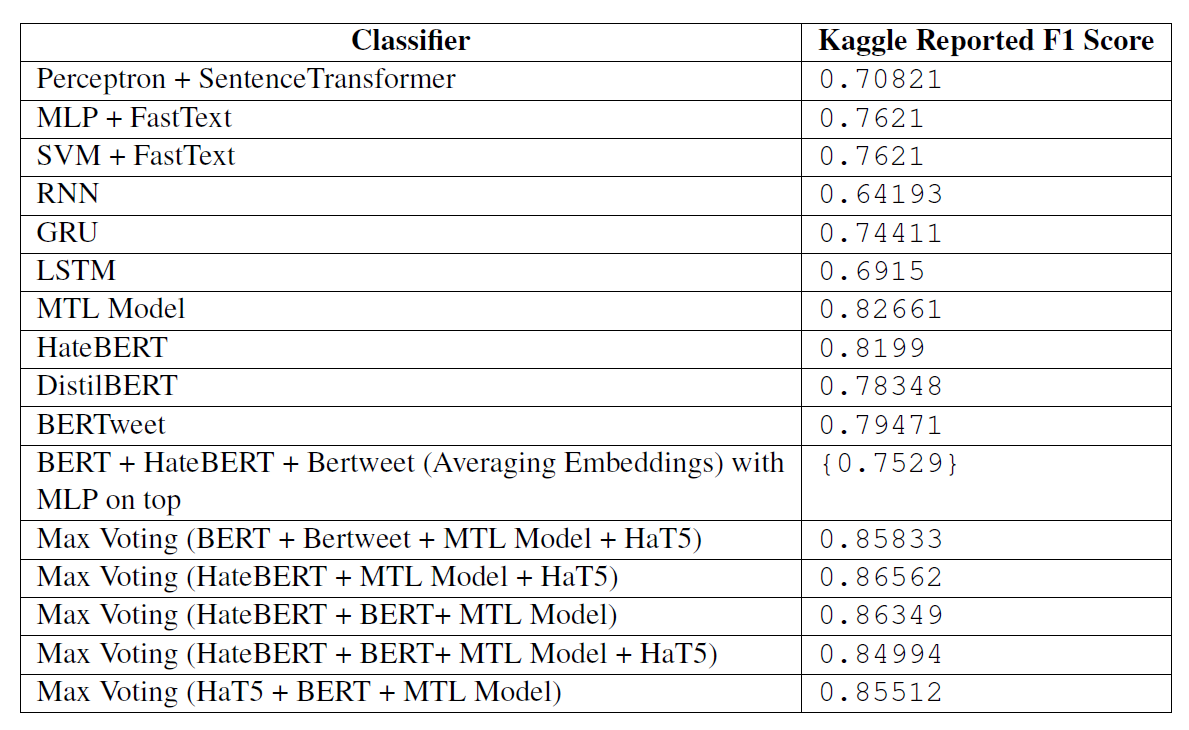 Classifier Kaggle Reported F1 Score
Perceptron + SentenceTransformer 0.70821
MLP + FastText 0.7621
SVM + FastText 0.7621
RNN 0.64193
GRU 0.74411
LSTM 0.6915
MTL Model 0.82661
HateBERT 0.8199
DistilBERT 0.78348
BERTweet 0.79471
BERT + HateBERT + Bertweet (Averaging Embeddings) with {0.7529}
MLP on top
Max Voting (BERT + Bertweet + MTL Model + HaT5) 0.85833
Max Voting (HateBERT + MTL Model + HaT5) 0.86562
Max Voting (HateBERT + BERT+ MTL Model) 0.86349
Max Voting (HateBERT + BERT+ MTL Model + HaT5) 0.84994
Max Voting (HaT5 + BERT + MTL Model) 0.85512